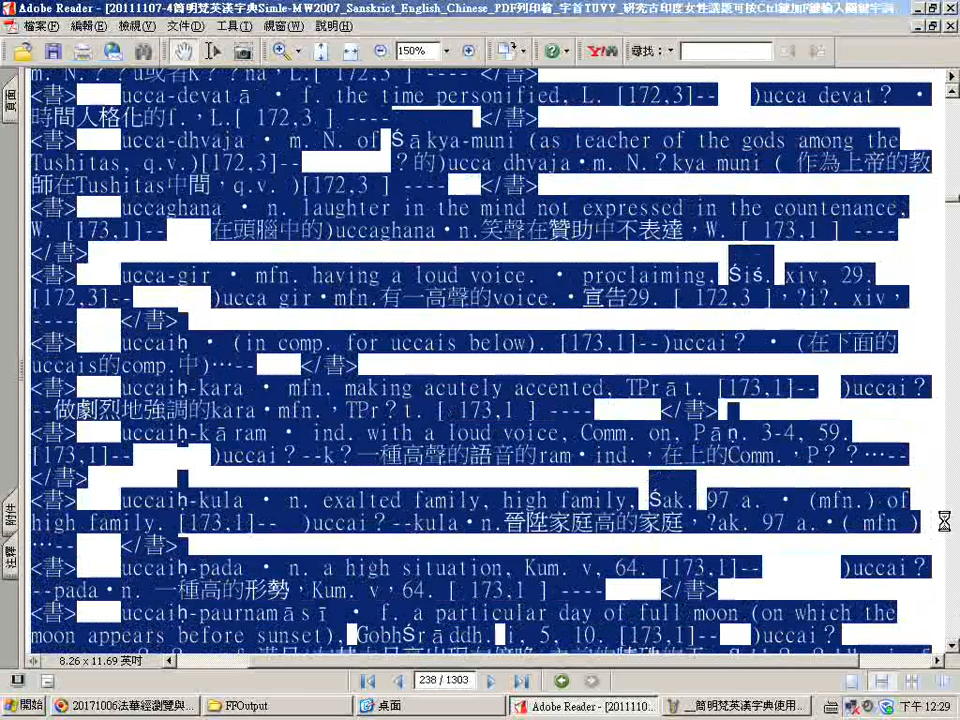 Adobe Reader - [20111107-4簡明梵英漢字典Simle-MW2007_Sanskrict_English_Chinese_PDF列印檔_字首TUVY_研究古印度女性議題可按Ctrl鍵加F鍵輸入關鍵字詞
檔案(F) 編輯(E) 檢視(V) 文件(D) 工具(T) 視窗(W) 說明(H)
150% Y! 尋找：
m. N. ？？u或者K？？na, L.[ 172,3 ] ---- </書>
<書> ucca-devatā • f. the time personified, L. [172,3]-- )ucca devat？ •
時間人格化的f.，L.[ 172,3 ] ---- </書>
<書> ucca-dhvaja • m. N. of Śākya-muni (as teacher of the gods among the
Tushitas, q.v.)[172,3]-- ？的)ucca dhvaja•m. N.？kya muni ( 作為上帝的教
師在Tushitas中間，q.v. )[172,3 ] ---- </書>
<書> uccaghana • n. laughter in the mind not expressed in the countenance,
W. [173,1]-- 在頭腦中的)uccaghana•n.笑聲在贊助中不表達，W. [ 173,1 ] ----
</書>
<書> ucca-gir • mfn. having a loud voice. • proclaiming, Śiś. xiv, 29.
[172,3]-- )ucca gir•mfn.有一高聲的voice.•宣告29. [ 172,3 ]，?i?. xiv，
---- </書>
<書> uccaiḥ • (in comp. for uccais below). [173,1]--)uccai？ • (在下面的
uccais的comp.中)…-- </書>
<書> uccaiḥ-kara • mfn. making acutely accented, TPrāt. [173,1]-- )uccai？
--做劇烈地強調的kara•mfn.，TPr？t. [ 173,1 ] ---- </書>
<書> uccaiḥ-kāram • ind. with a loud voice, Comm. on, Pāṇ. 3-4, 59.
[173,1]-- )uccai？--k？一種高聲的語音的ram•ind.，在上的Comm.，P？？…--
</書>
<書> uccaiḥ-kula • n. exalted family, high family, Śak. 97 a. • (mfn.) of
high family. [173,1]-- )uccai？--kula•n.晉陞家庭高的家庭，?ak. 97 a.•( mfn )
…-- </書>
<書> uccaiḥ-pada • n. a high situation, Kum. v, 64. [173,1]-- )uccai？
--pada•n. 一種高的形勢，Kum. v，64. [ 173,1 ] ---- </書>
<書> uccaiḥ-paurṇamāsī • f. a particular day of full moon (on which the
moon appears before sunset), GobhŚrāddh. i, 5, 10. [173,1]-- )uccai？
頁面
附件
註釋
8.26 x 11.69 英吋
238 / 1303
開始 20171006法華經瀏覽與... FFOutput 桌面 Adobe Reader - [2011110... __簡明梵英漢字典使用... 下午 12:29